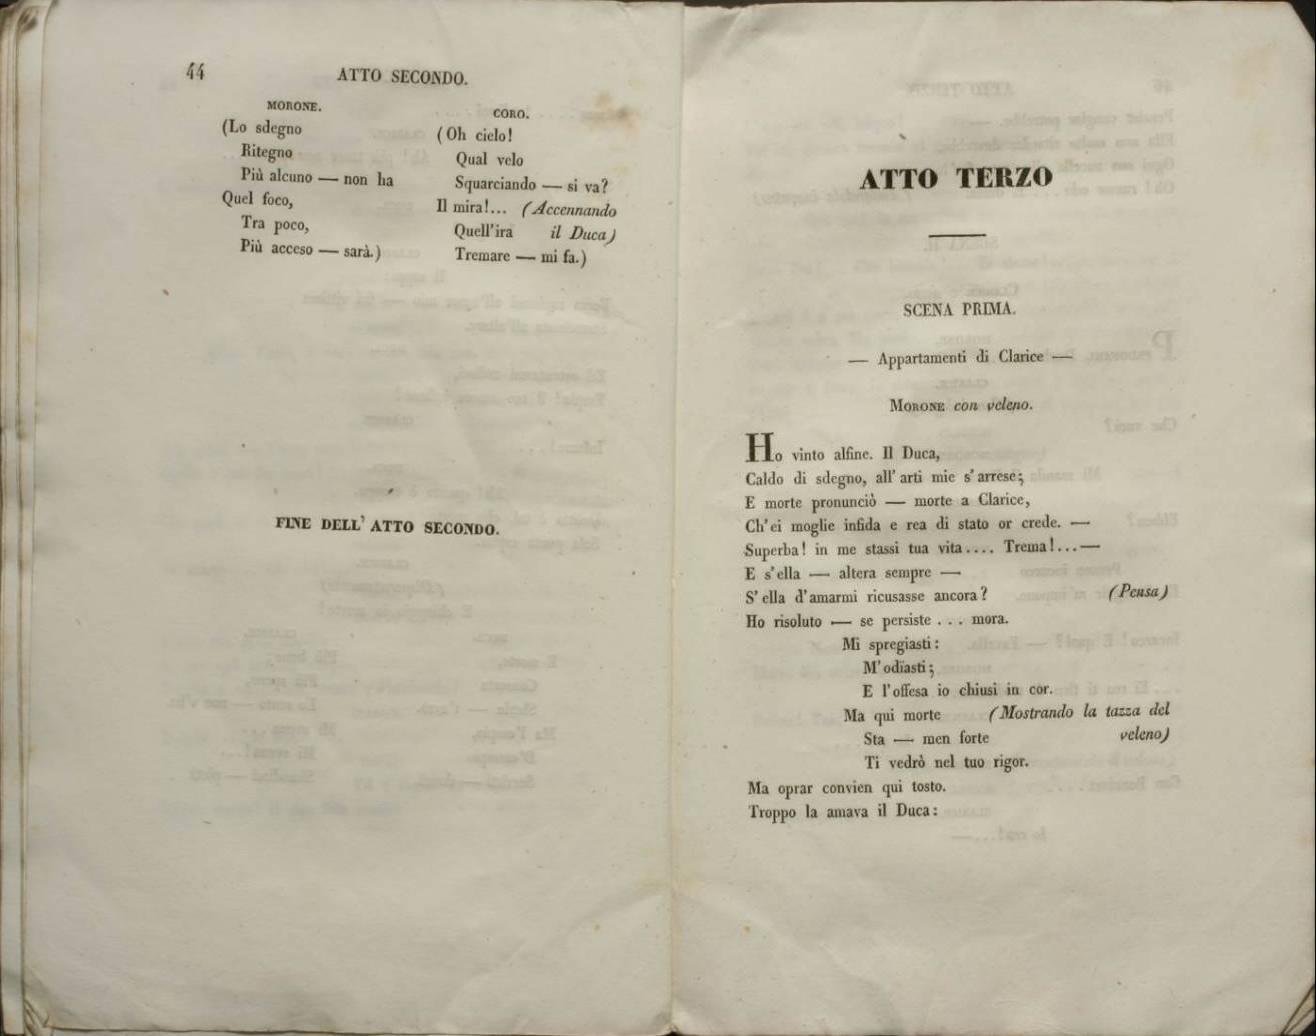 44
ATTO SECONDO.
MORONE.
(Lo sdegno
Ritegno
Più alcuno — non ha
Quel foco,
Tra poco,
Più acceso — sarà.)
CORO.
(Oh cielo!
Qual velo
Squarciando — si va?
Il mira!... (Accennando
Quell'ira il Duca)
Tremare — mi fa.)
FINE DELL' ATTO SECONDO.
ATTO TERZO
SCENA PRIMA.
— Appartamenti di Clarice —
MORONE con veleno.
Ho vinto alfine. Il Duca,
Caldo di sdegno, all' arti mie s' arrese;
E morte pronunciò — morte a Clarice,
Ch' ei moglie infida e rea di stato or crede. —
Superba! in me stassi tua vita.... Trema!...—
E s' ella — altera sempre —
S' ella d' amarmi ricusasse ancora? (Pensa)
Ho risoluto — se persiste . . . mora.
Mi spregiasti:
M' odiasti;
E l' offesa io chiusi in cor.
Ma qui morte (Mostrando la tazza del
Sta — men forte veleno)
Ti vedrò nel tuo rigor.
Ma oprar convien qui tosto.
Troppo la amava il Duca: